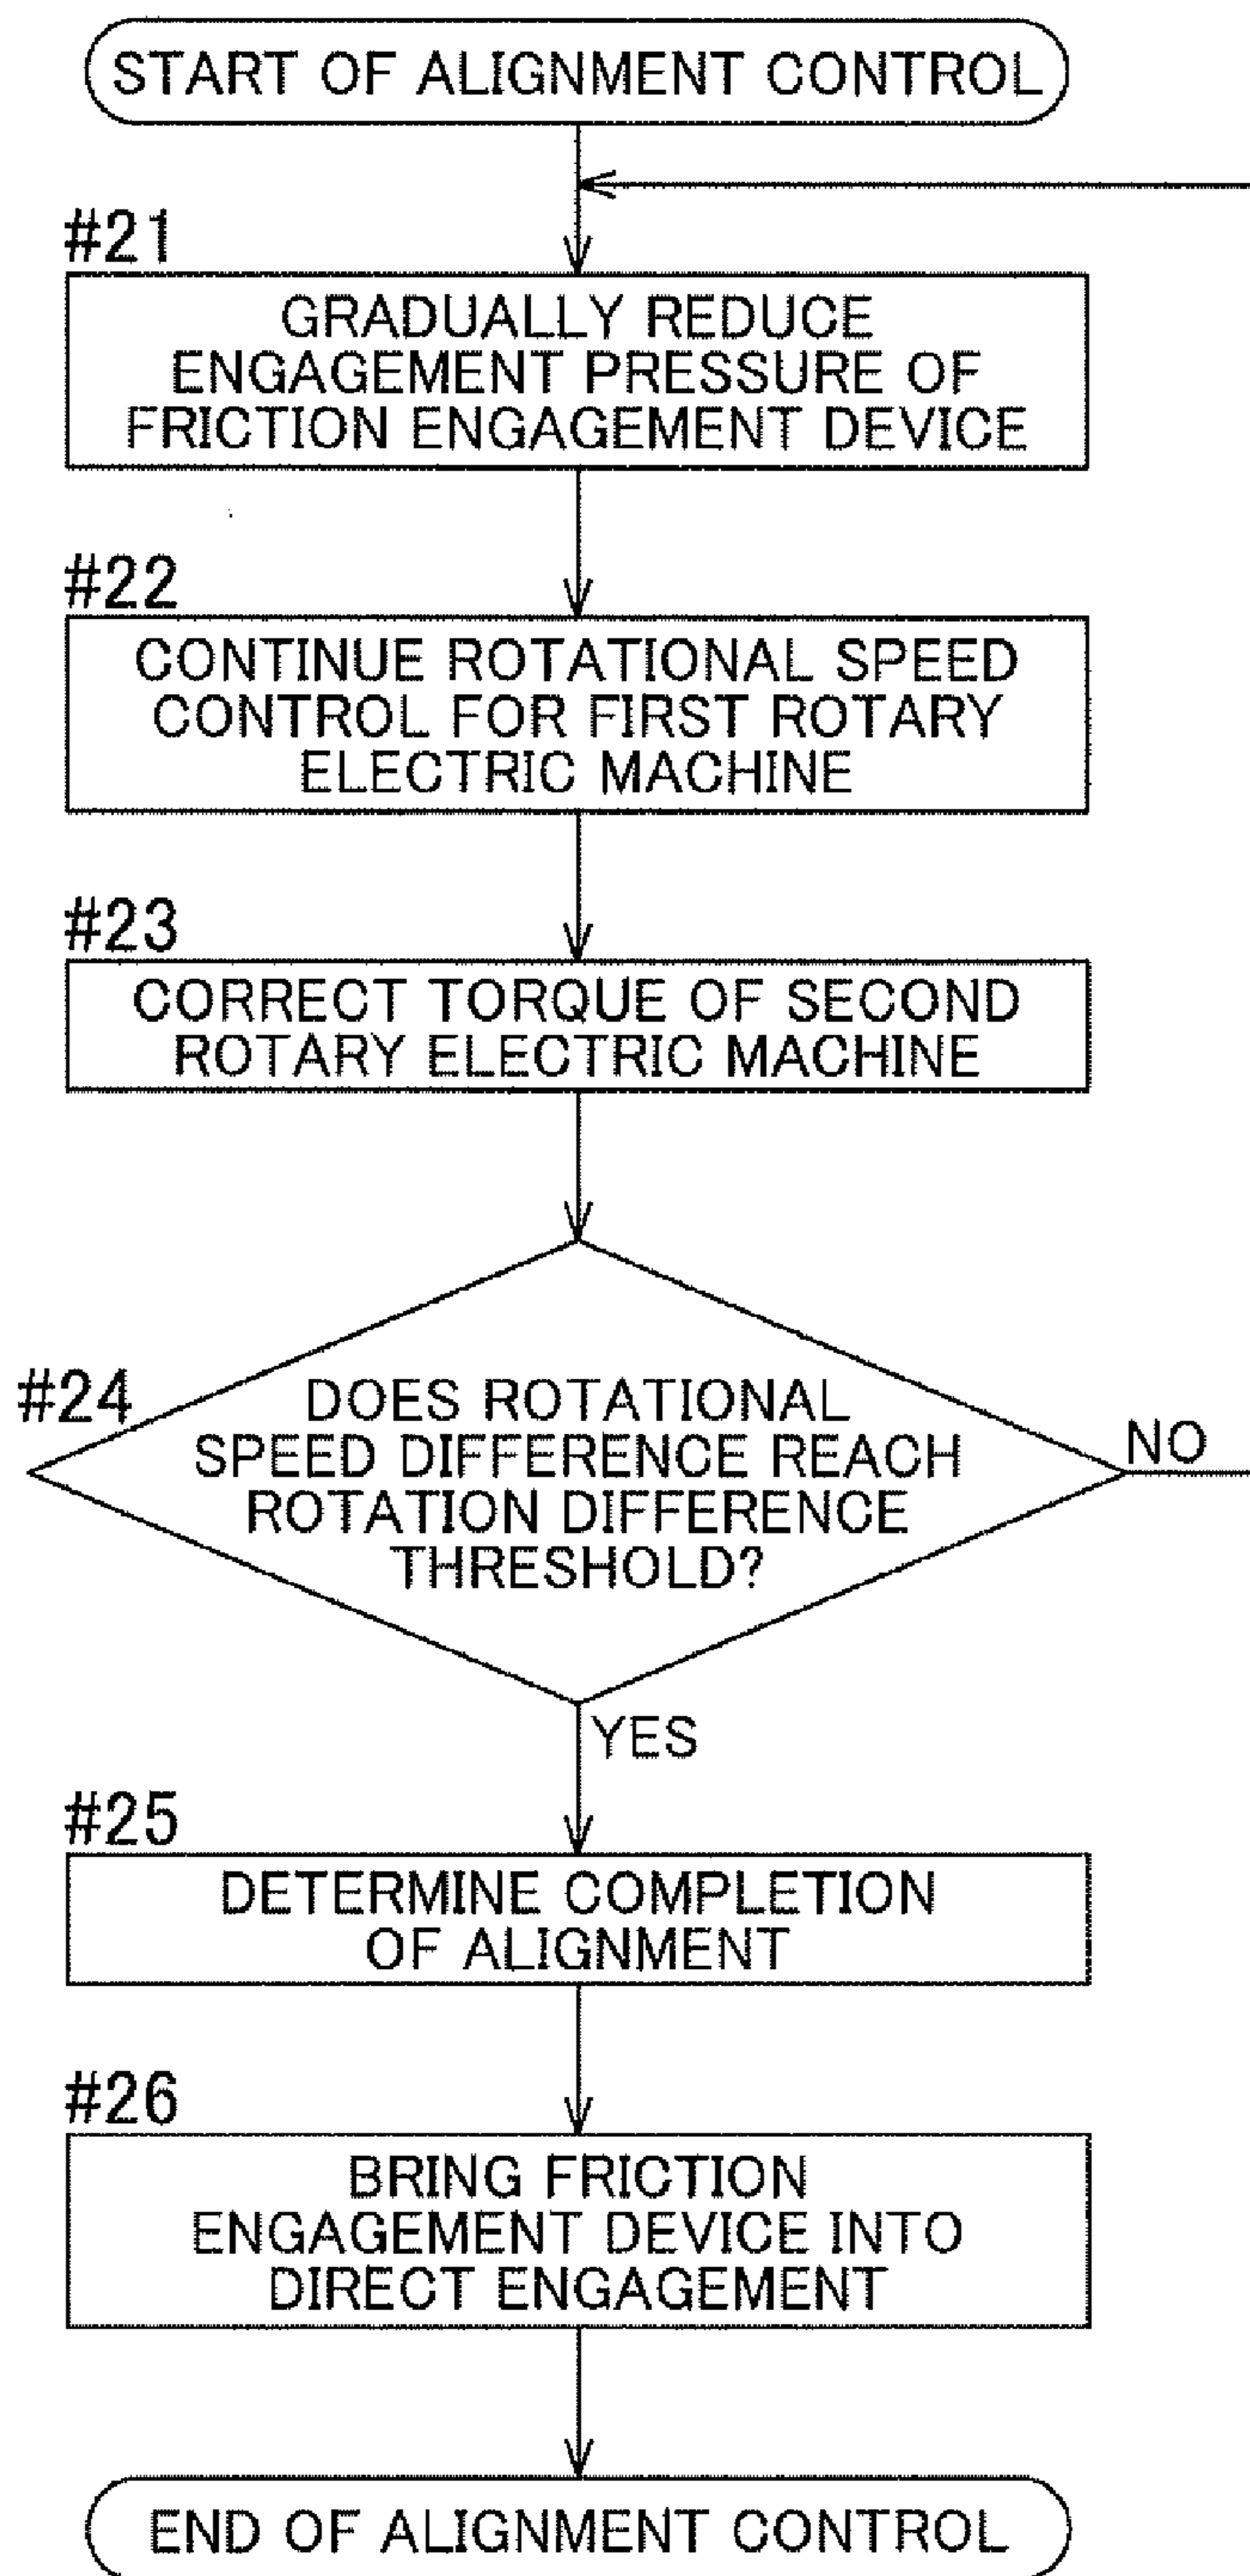 START OF ALIGNMENT CONTROL
#21
GRADUALLY REDUCE
ENGAGEMENT PRESSURE OF
FRICTION ENGAGEMENT DEVICE
#22
CONTINUE ROTATIONAL SPEED
CONTROL FOR FIRST ROTARY
ELECTRIC MACHINE
#23
CORRECT TORQUE OF SECOND
ROTARY ELECTRIC MACHINE
#24
DOES ROTATIONAL
SPEED DIFFERENCE REACH
ROTATION DIFFERENCE
THRESHOLD?
NO
YES
#25
DETERMINE COMPLETION
OF ALIGNMENT
#26
BRING FRICTION
ENGAGEMENT DEVICE INTO
DIRECT ENGAGEMENT
END OF ALIGNMENT CONTROL